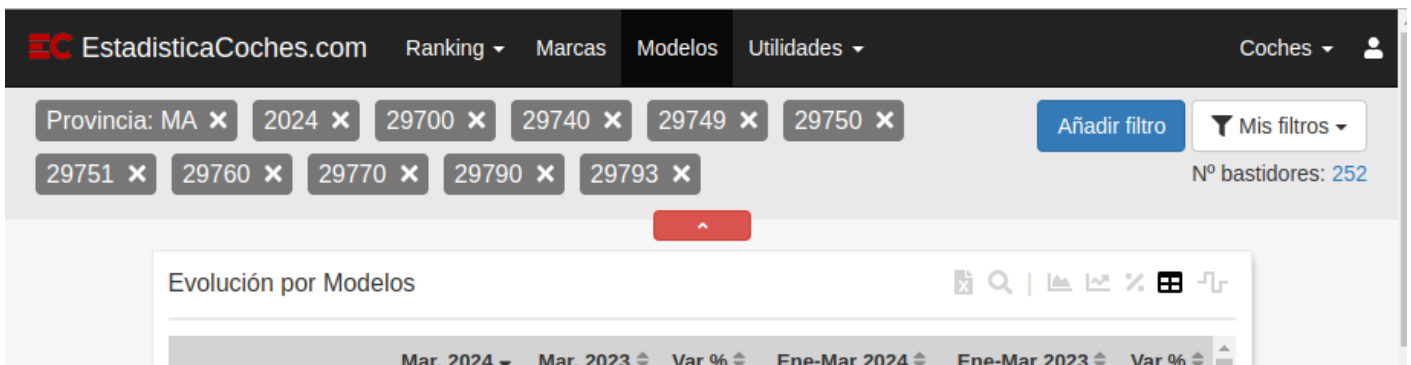 EC EstadisticaCoches.com Ranking Marcas Modelos Utilidades Coches
Provincia: MA 2024 29700 29740 29749 29750 Añadir filtro Mis filtros
29751 29760 29770 29790 29793 Nº bastidores: 252
Evolución por Modelos
Mar. 2024 Mar. 2023 Var % Ene-Mar 2024 Ene-Mar 2023 Var %